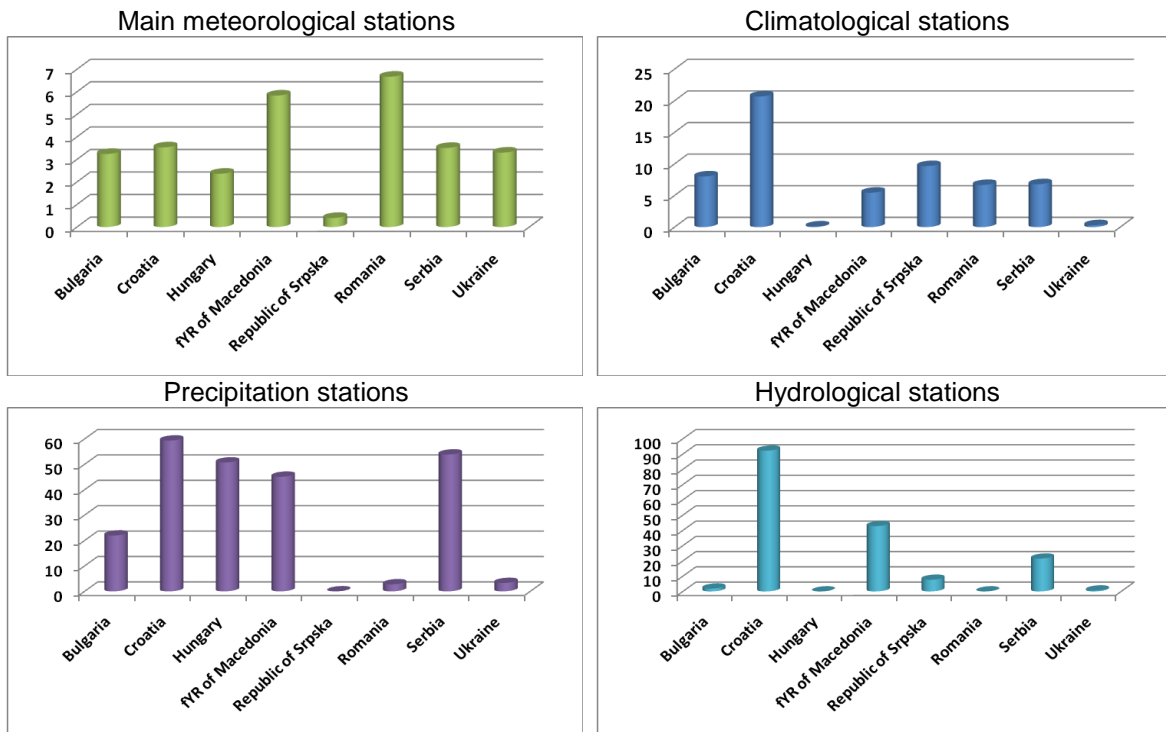 Main meteorological stations
7
6
5
4
3
2
1
0
Bulgaria
Croatia
Hungary
fYR of Macedonia
Republic of Srpska
Romania
Serbia
Ukraine
Climatological stations
25
20
15
10
5
0
Bulgaria
Croatia
Hungary
fYR of Macedonia
Republic of Srpska
Romania
Serbia
Ukraine
Precipitation stations
60
50
40
30
20
10
0
Bulgaria
Croatia
Hungary
fYR of Macedonia
Republic of Srpska
Romania
Serbia
Ukraine
Hydrological stations
100
90
80
70
60
50
40
30
20
10
0
Bulgaria
Croatia
Hungary
fYR of Macedonia
Republic of Srpska
Romania
Serbia
Ukraine